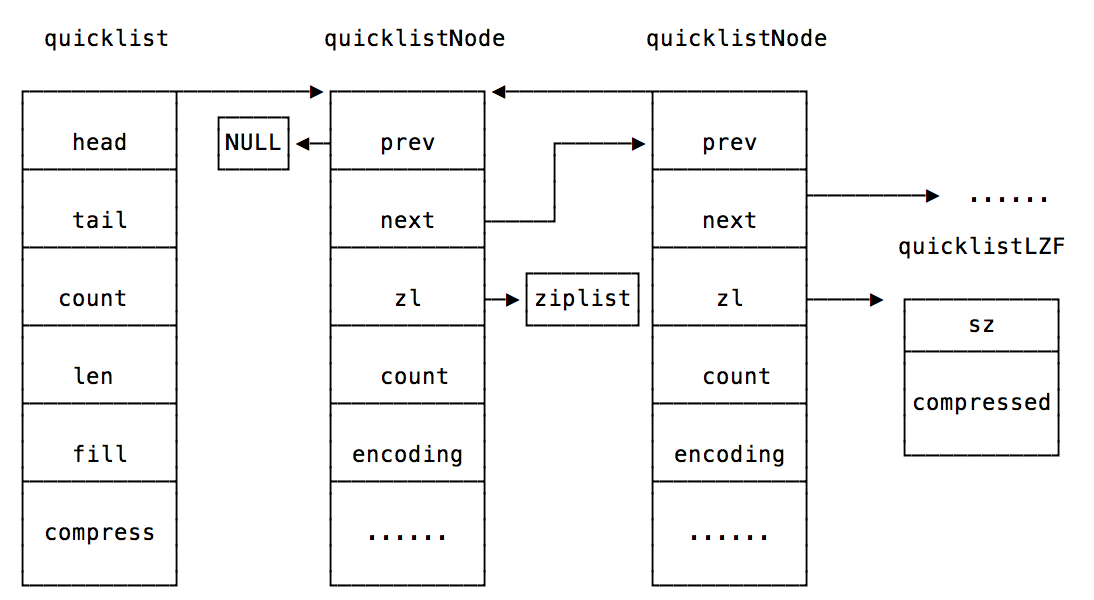 quicklist
quicklistNode
quicklistNode
head
NULL
prev
prev
tail
next
next
......
quicklistLZF
count
zl
ziplist
zl
sz
len
count
count
compressed
fill
encoding
encoding
compress
......
......